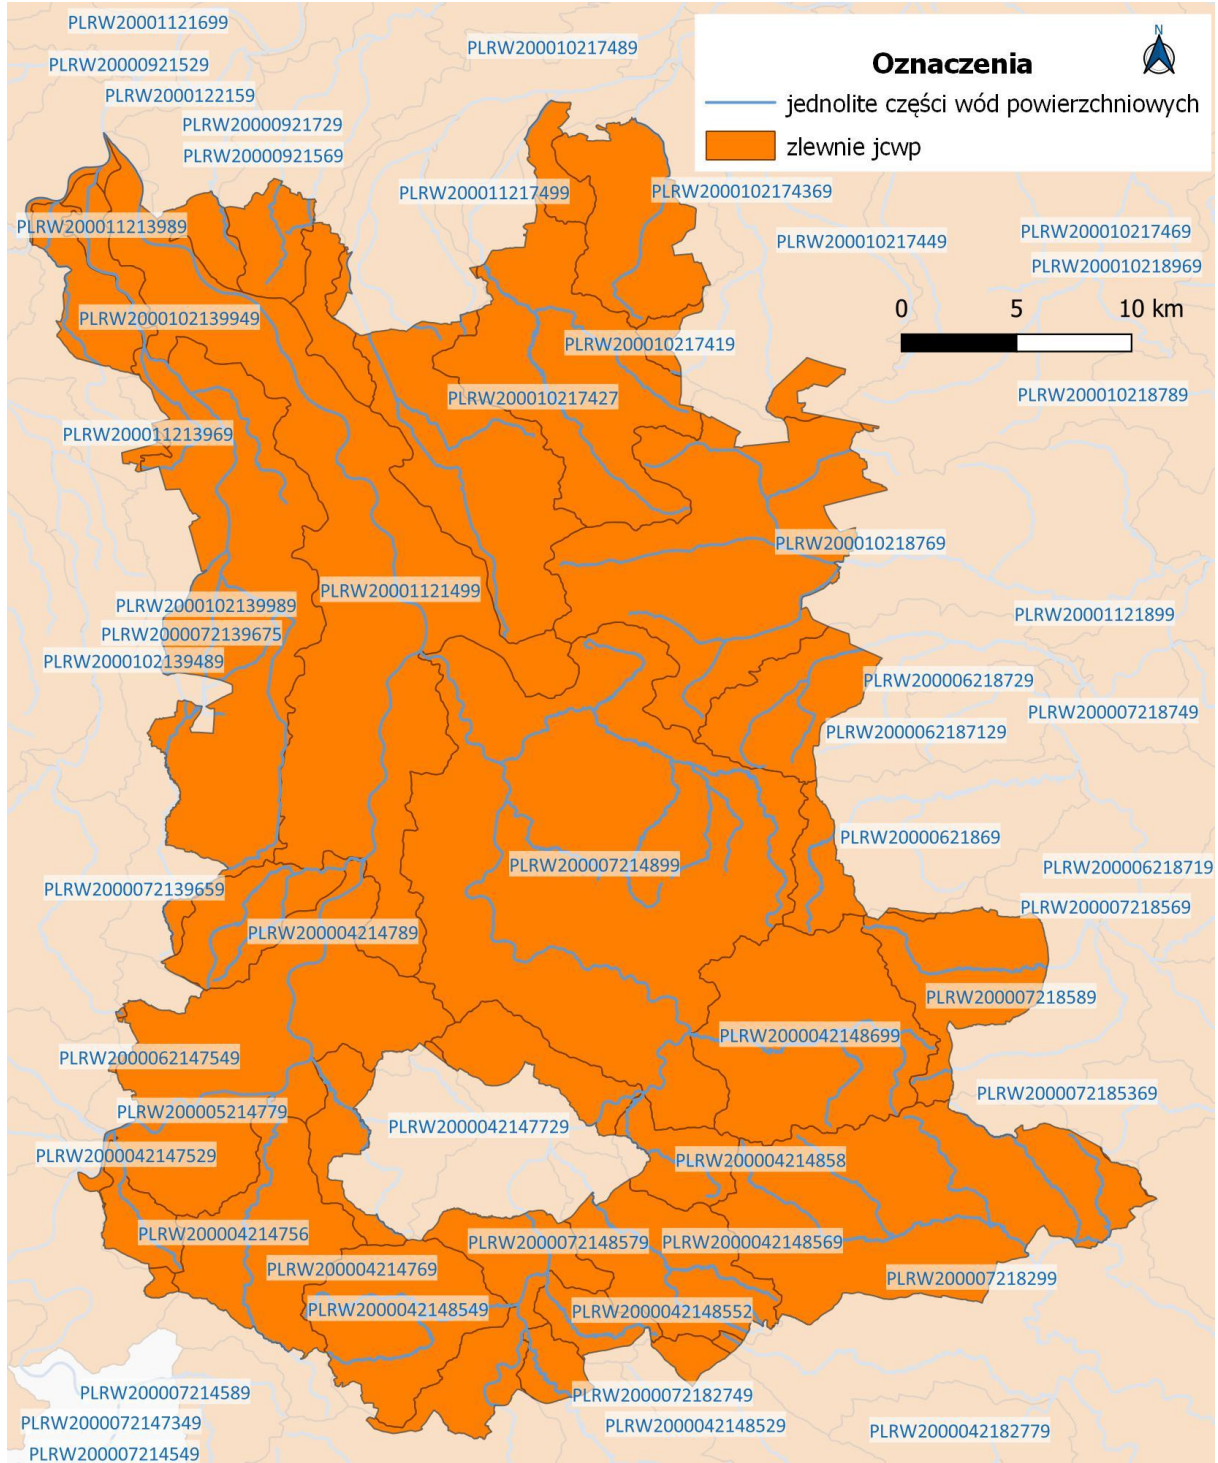 PLRW20001121699
PLRW200010217489
N
Oznaczenia
jednolite części wód powierzchniowych
zlewnie jcwp
PLRW20000921529
PLRW2000122159
PLRW20000921729
PLRW20000921569
PLRW200011217499
PLRW2000102174369
PLRW200011213989
PLRW200010217449
PLRW200010217469
PLRW200010218969
0 5 10 km
PLRW2000102139949
PLRW200010217419
PLRW200010217427
PLRW200010218789
PLRW200011213969
PLRW200010218769
PLRW20001121499
PLRW2000102139989
PLRW20001121899
PLRW2000072139675
PLRW2000102139489
PLRW200006218729
PLRW200007218749
PLRW2000062187129
PLRW20000621869
PLRW200007214899
PLRW200006218719
PLRW2000072139659
PLRW200007218569
PLRW200004214789
PLRW200007218589
PLRW2000042148699
PLRW2000062147549
PLRW2000072185369
PLRW200005214779
PLRW2000042147729
PLRW2000042147529
PLRW200004214858
PLRW200004214756
PLRW2000072148579
PLRW2000042148569
PLRW200004214769
PLRW200007218299
PLRW2000042148549
PLRW2000042148552
PLRW200007214589
PLRW2000072182749
PLRW2000072147349
PLRW2000042148529
PLRW2000042182779
PLRW200007214549